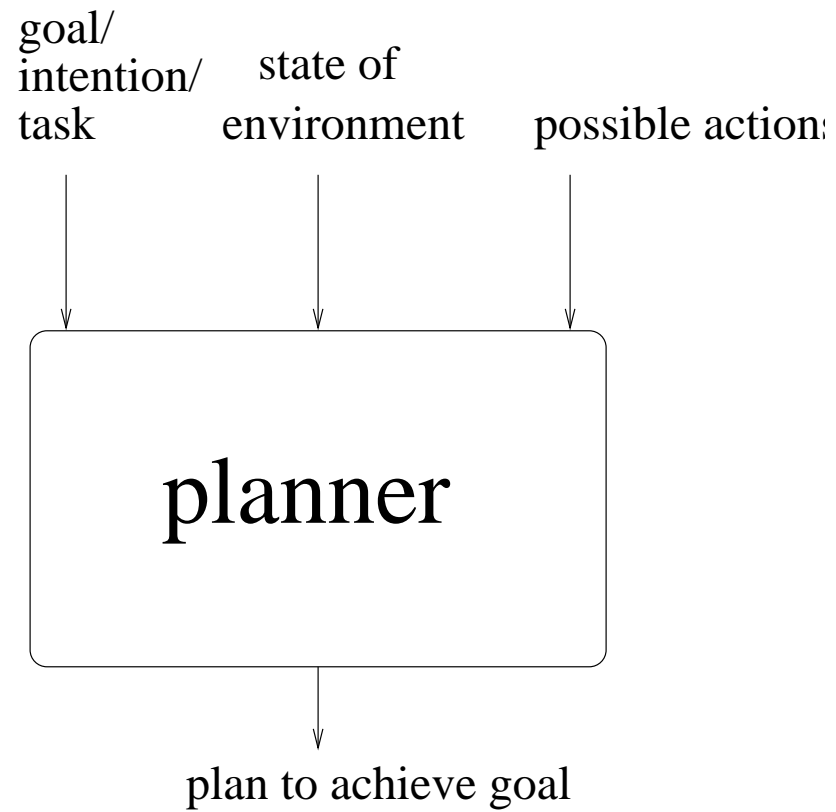 goal/
intention/
task
state of
environment
possible actions
planner
plan to achieve goal